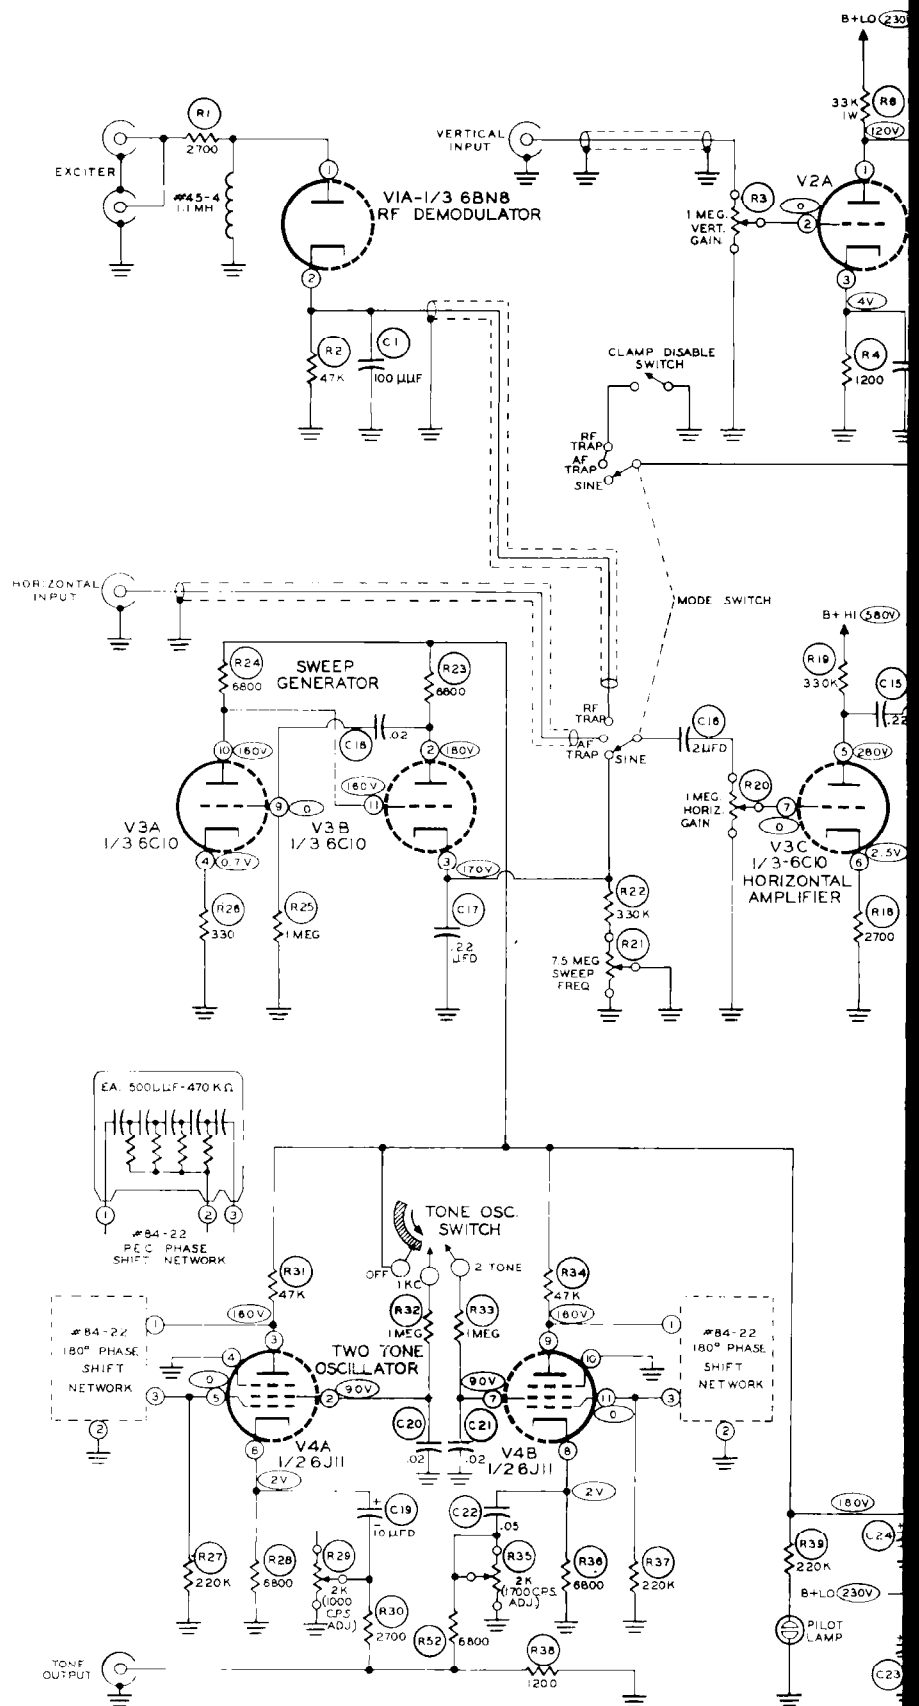 B+LO 230
R1
2700
EXCITER
#45-4
1.1 MH
1
V1A-1/3 6BN8
RF DEMODULATOR
2
R2
47K
C1
100 µµF
VERTICAL
INPUT
R3
1 MEG.
VERT.
GAIN
33K
1W
R6
120V
1
V2A
0
2
3
4V
R4
1200
CLAMP DISABLE
SWITCH
RF
TRAP
AF
TRAP
SINE
HORIZONTAL
INPUT
MODE SWITCH
B+ HI 580V
R24
6800
SWEEP
GENERATOR
R23
6800
C18
.02
10
160V
2
180V
160V
9
0
11
V3A
1/3 6C10
V3B
1/3 6C10
4
0.7V
3
170V
R26
330
R25
1 MEG
C17
.22
µFD
RF
TRAP
AF
TRAP
SINE
C16
.2µFD
R22
330K
R21
7.5 MEG
SWEEP
FREQ
R19
330K
C15
.22
5
280V
R20
1 MEG.
HORIZ.
GAIN
7
0
V3C
1/3-6C10
HORIZONTAL
AMPLIFIER
2.5V
6
R18
2700
EA. 500µµF-470 KΩ
1
2
3
#84-22
P.E.C. PHASE
SHIFT NETWORK
TONE OSC.
SWITCH
OFF
1KC
2 TONE
R31
47K
R32
1MEG
R33
1MEG
R34
47K
#84-22
180° PHASE
SHIFT
NETWORK
1
3
2
160V
3
4
0
5
2
90V
TWO TONE
OSCILLATOR
V4A
1/2 6J11
6
2V
C20
.02
C21
.02
160V
9
10
90V
7
11
0
V4B
1/2 6J11
8
2V
1
3
2
#84-22
180° PHASE
SHIFT
NETWORK
C19
+
10 µFD
C22
.05
R27
220K
R28
6800
R29
2K
(1000
CPS
ADJ)
R30
2700
R35
2K
(1700 CPS.
ADJ)
R36
6800
R37
220K
R52
6800
R38
1200
TONE
OUTPUT
180V
R39
220K
C24
B+LO 230V
PILOT
LAMP
C23